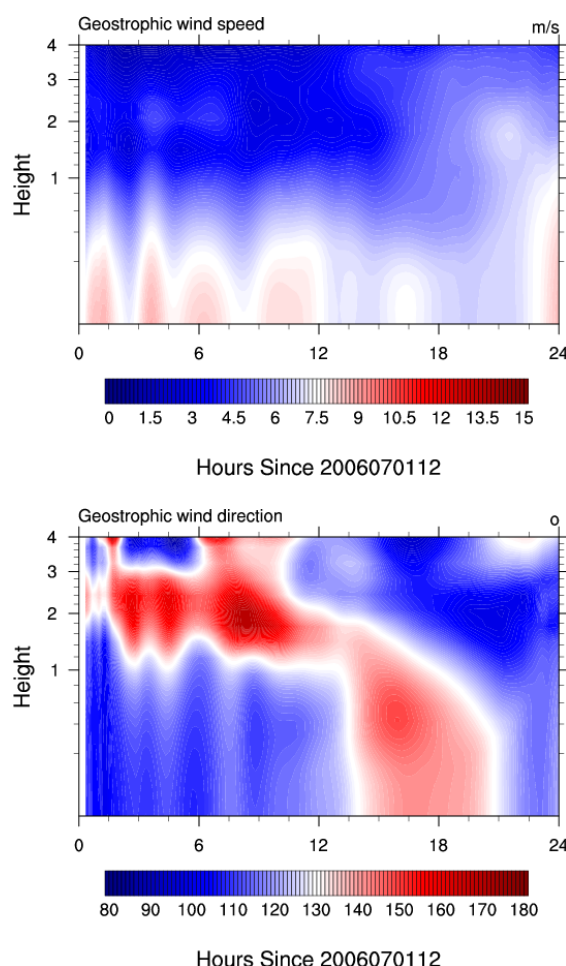 Geostrophic wind speed m/s
4
3
2
1
Height
0 6 12 18 24
0 1.5 3 4.5 6 7.5 9 10.5 12 13.5 15
Hours Since 2006070112
Geostrophic wind direction o
4
3
2
1
Height
0 6 12 18 24
80 90 100 110 120 130 140 150 160 170 180
Hours Since 2006070112